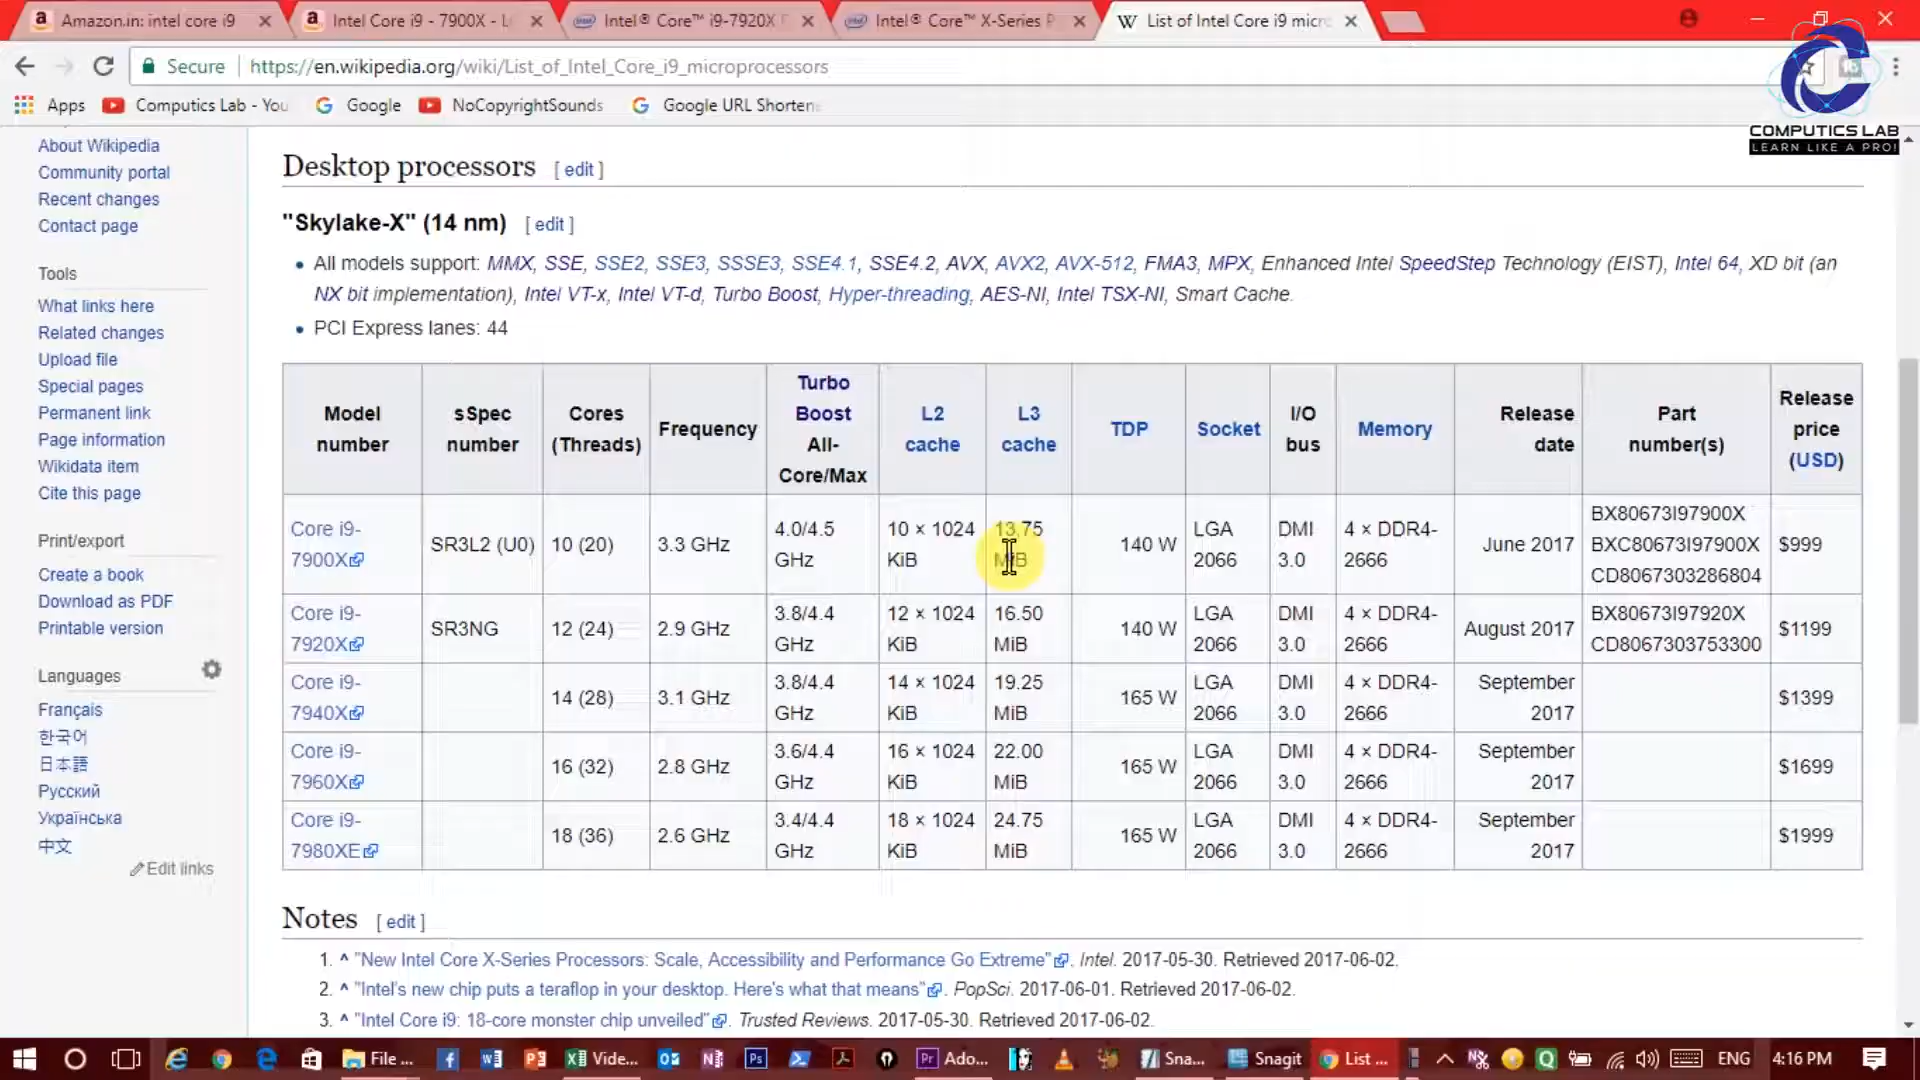 Amazon.in: intel core i9
Intel Core i9 - 7900X - L
Intel® Core™ i9-7920X
Intel® Core™ X-Series P
W List of Intel Core i9 micro
Secure https://en.wikipedia.org/wiki/List_of_Intel_Core_i9_microprocessors
Apps Computics Lab - You Google NoCopyrightSounds Google URL Shorten
COMPUTICS LAB
LEARN LIKE A PRO!
About Wikipedia
Community portal
Recent changes
Contact page
Tools
What links here
Related changes
Upload file
Special pages
Permanent link
Page information
Wikidata item
Cite this page
Print/export
Create a book
Download as PDF
Printable version
Languages
Français
한국어
日本語
Русский
Українська
中文
Edit links
Desktop processors [ edit ]
"Skylake-X" (14 nm) [ edit ]
• All models support: MMX, SSE, SSE2, SSE3, SSSE3, SSE4.1, SSE4.2, AVX, AVX2, AVX-512, FMA3, MPX, Enhanced Intel SpeedStep Technology (EIST), Intel 64, XD bit (an
NX bit implementation), Intel VT-x, Intel VT-d, Turbo Boost, Hyper-threading, AES-NI, Intel TSX-NI, Smart Cache.
• PCI Express lanes: 44
Model number sSpec number Cores (Threads) Frequency Turbo Boost All-Core/Max L2 cache L3 cache TDP Socket I/O bus Memory Release date Part number(s) Release price (USD)
Core i9-7900X SR3L2 (U0) 10 (20) 3.3 GHz 4.0/4.5 GHz 10 × 1024 KiB 13.75 MiB 140 W LGA 2066 DMI 3.0 4 × DDR4-2666 June 2017 BX80673I97900X BXC80673I97900X CD8067303286804 $999
Core i9-7920X SR3NG 12 (24) 2.9 GHz 3.8/4.4 GHz 12 × 1024 KiB 16.50 MiB 140 W LGA 2066 DMI 3.0 4 × DDR4-2666 August 2017 BX80673I97920X CD8067303753300 $1199
Core i9-7940X 14 (28) 3.1 GHz 3.8/4.4 GHz 14 × 1024 KiB 19.25 MiB 165 W LGA 2066 DMI 3.0 4 × DDR4-2666 September 2017 $1399
Core i9-7960X 16 (32) 2.8 GHz 3.6/4.4 GHz 16 × 1024 KiB 22.00 MiB 165 W LGA 2066 DMI 3.0 4 × DDR4-2666 September 2017 $1699
Core i9-7980XE 18 (36) 2.6 GHz 3.4/4.4 GHz 18 × 1024 KiB 24.75 MiB 165 W LGA 2066 DMI 3.0 4 × DDR4-2666 September 2017 $1999
Notes [ edit ]
1. ^ "New Intel Core X-Series Processors: Scale, Accessibility and Performance Go Extreme". Intel. 2017-05-30. Retrieved 2017-06-02.
2. ^ "Intel's new chip puts a teraflop in your desktop. Here's what that means". PopSci. 2017-06-01. Retrieved 2017-06-02.
3. ^ "Intel Core i9: 18-core monster chip unveiled". Trusted Reviews. 2017-05-30. Retrieved 2017-06-02.
File ... Vide... Ado... Sna... Snagit List ... ENG 4:16 PM